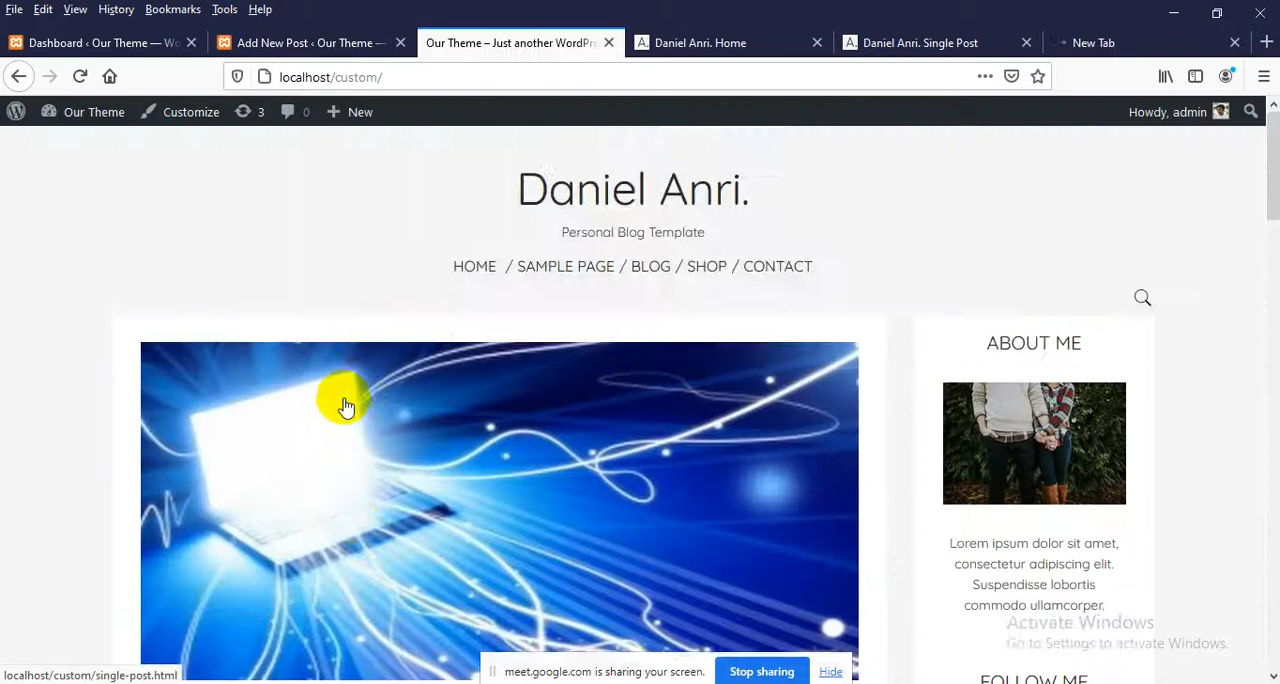 File Edit View History Bookmarks Tools Help
Dashboard ‹ Our Theme — Wo
Add New Post ‹ Our Theme —
Our Theme – Just another WordPre
Daniel Anri. Home
Daniel Anri. Single Post
New Tab
localhost/custom/
Our Theme Customize 3 0 New Howdy, admin
Daniel Anri.
Personal Blog Template
HOME / SAMPLE PAGE / BLOG / SHOP / CONTACT
ABOUT ME
Lorem ipsum dolor sit amet,
consectetur adipiscing elit.
Suspendisse lobortis
commodo ullamcorper.
Activate Windows
Go to Settings to activate Windows.
FOLLOW ME
localhost/custom/single-post.html
meet.google.com is sharing your screen. Stop sharing Hide